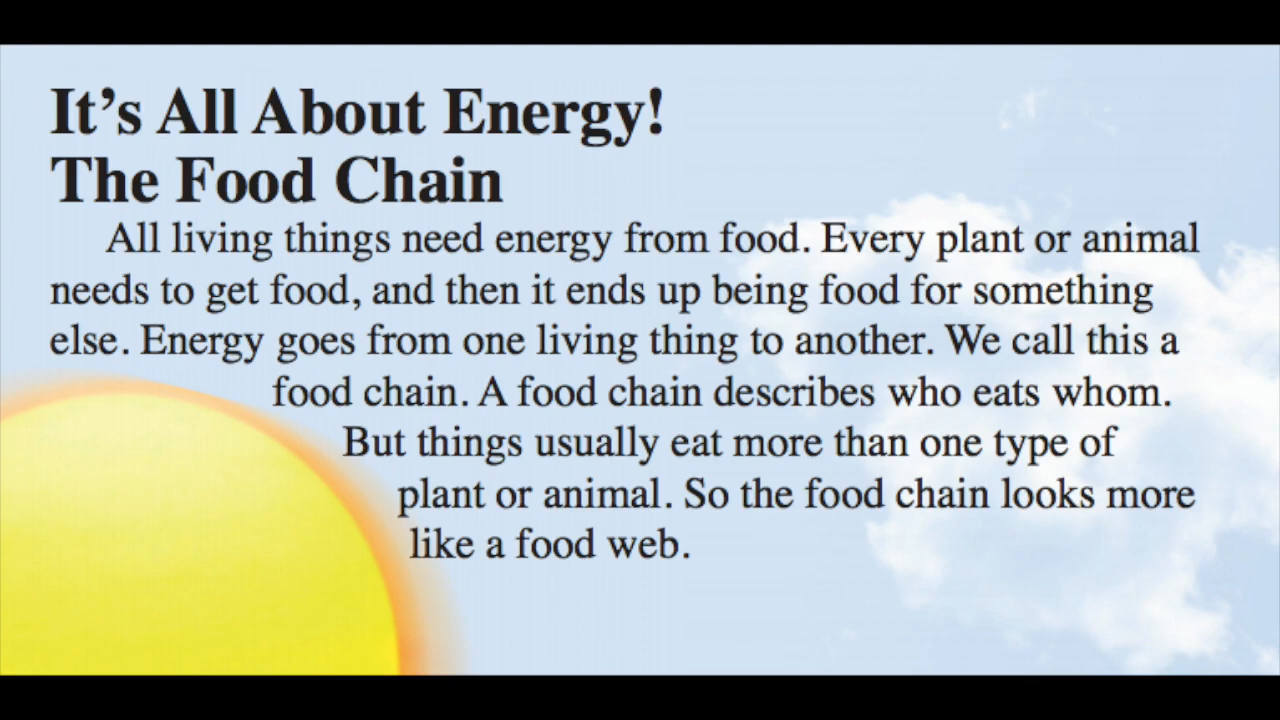 It’s All About Energy!
The Food Chain
All living things need energy from food. Every plant or animal
needs to get food, and then it ends up being food for something
else. Energy goes from one living thing to another. We call this a
food chain. A food chain describes who eats whom.
But things usually eat more than one type of
plant or animal. So the food chain looks more
like a food web.